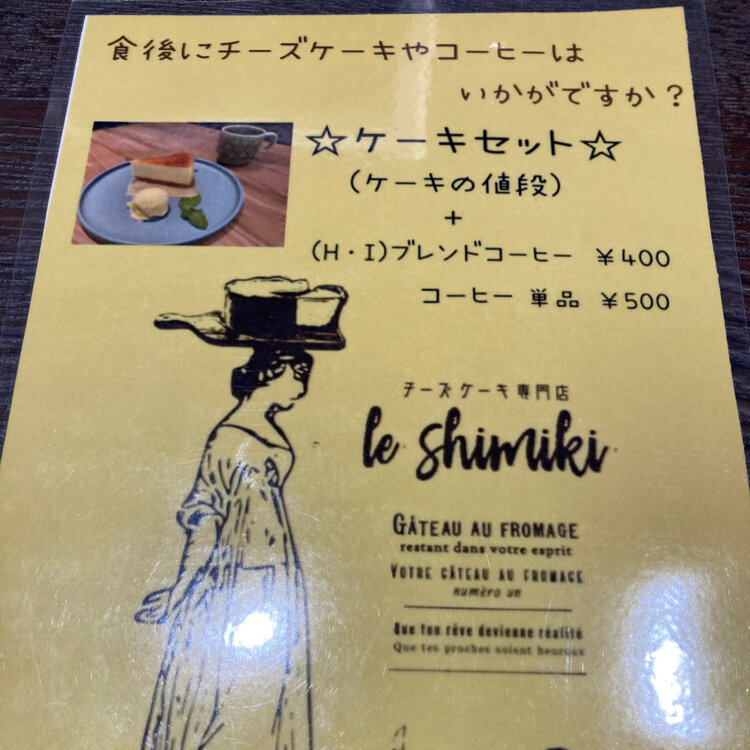 食後にチーズケーキやコーヒーは
いかがですか？
☆ケーキセット☆
(ケーキの値段)
+
(H・I)ブレンドコーヒー ￥400
コーヒー 単品 ￥500
チーズケーキ専門店
le shimiki
GÂTEAU AU FROMAGE
restant dans votre esprit
VOTRE GÂTEAU AU FROMAGE
numéro un
Que ton rêve devienne réalité
Que tes proches soient heureux